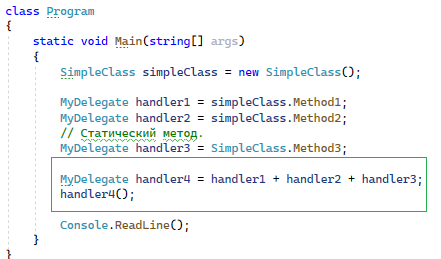 class Program
{
static void Main(string[] args)
{
SimpleClass simpleClass = new SimpleClass();
MyDelegate handler1 = simpleClass.Method1;
MyDelegate handler2 = simpleClass.Method2;
// Статический метод.
MyDelegate handler3 = SimpleClass.Method3;
MyDelegate handler4 = handler1 + handler2 + handler3;
handler4();
Console.ReadLine();
}
}